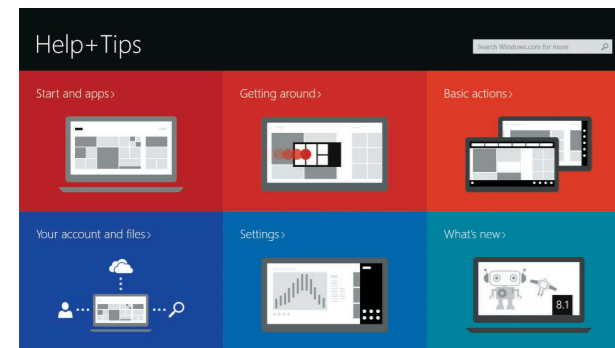 Help+Tips
Search Windows.com for more
Start and apps>
Getting around>
Basic actions>
Your account and files>
Settings>
What's new>
8.1